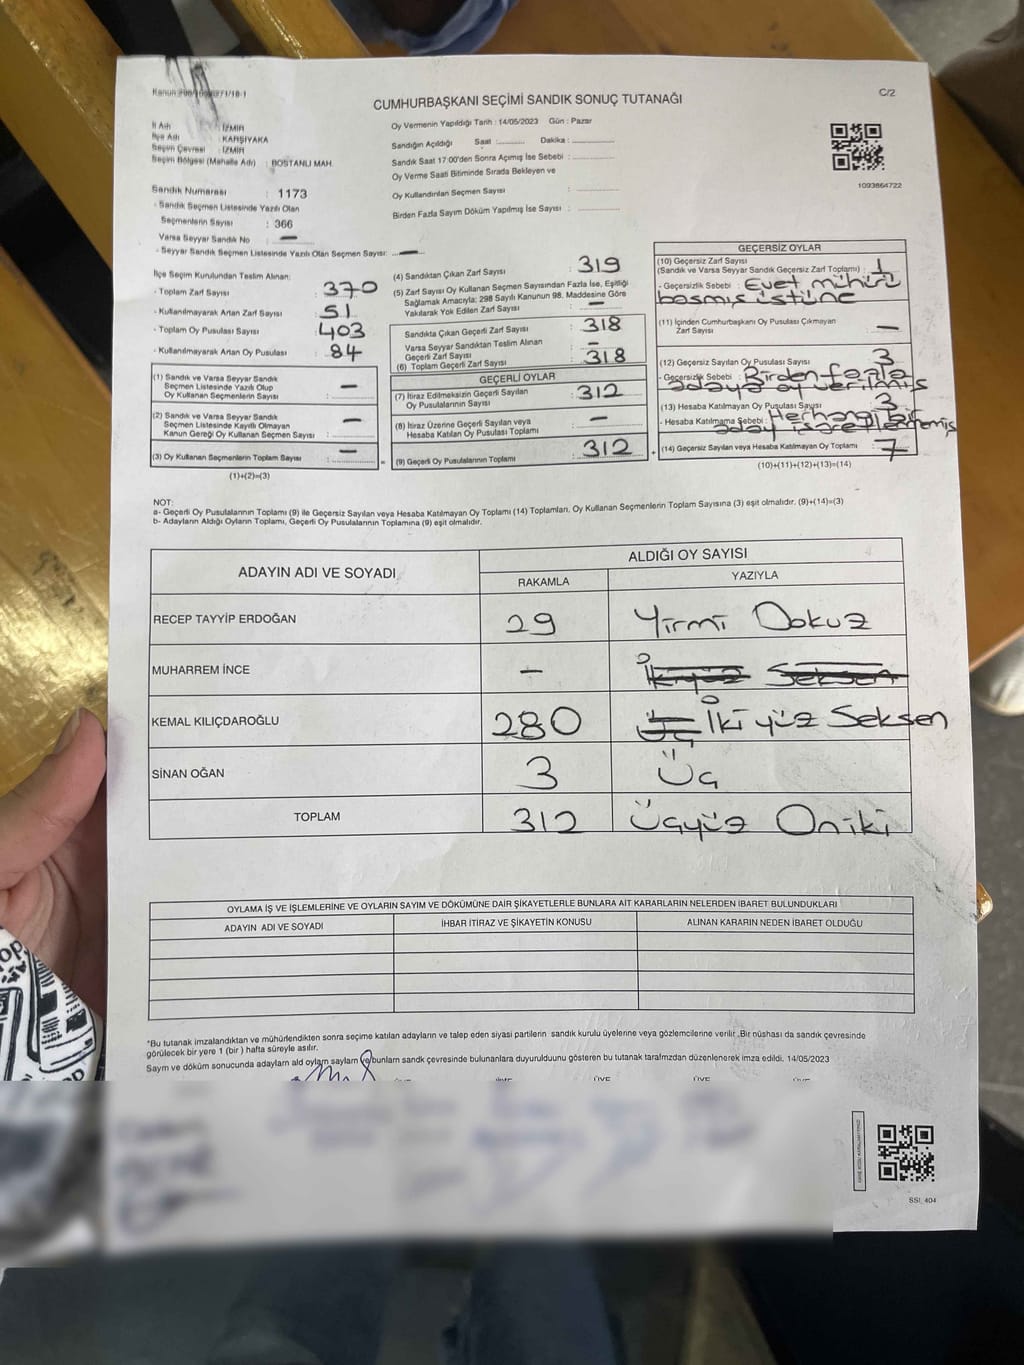 CUMHURBAŞKANI SEÇİMİ SANDIK SONUÇ TUTANAĞI
C/2
1093864722
İl Adı : İZMİR
İlçe Adı : KARŞIYAKA
Seçim Çevresi : İZMİR
Seçim Bölgesi (Mahalle Adı) : BOSTANLI MAH.
Sandık Numarası : 1173
- Sandık Seçmen Listesinde Yazılı Olan
Seçmenlerin Sayısı : 366
Varsa Seyyar Sandık No : —
- Seyyar Sandık Seçmen Listesinde Yazılı Olan Seçmen Sayısı: —
Oy Vermenin Yapıldığı Tarih : 14/05/2023 Gün : Pazar
Sandığın Açıldığı Saat : ............ Dakika : ............
Sandık Saat 17:00'den Sonra Açımış İse Sebebi : ............
Oy Verme Saati Bitiminde Sırada Bekleyen ve
Oy Kullandırılan Seçmen Sayısı : ............
Birden Fazla Sayım Döküm Yapılmış İse Sayısı : ............
İlçe Seçim Kurulundan Teslim Alınan:
- Toplam Zarf Sayısı : 370
- Kullanılmayarak Artan Zarf Sayısı : 51
- Toplam Oy Pusulası Sayısı : 403
- Kullanılmayarak Artan Oy Pusulası : 84
(1) Sandık ve Varsa Seyyar Sandık
Seçmen Listesinde Yazılı Olup
Oy Kullanan Seçmenlerin Sayısı : —
(2) Sandık ve Varsa Seyyar Sandık
Seçmen Listesinde Kayıtlı Olmayan
Kanun Gereği Oy Kullanan Seçmen Sayısı : —
(3) Oy Kullanan Seçmenlerin Toplam Sayısı : —
(1)+(2)=(3)
(4) Sandıktan Çıkan Zarf Sayısı : 319
(5) Zarf Sayısı Oy Kullanan Seçmen Sayısından Fazla İse, Eşitliği
Sağlamak Amacıyla; 298 Sayılı Kanunun 98. Maddesine Göre
Yakılarak Yok Edilen Zarf Sayısı : —
Sandıkta Çıkan Geçerli Zarf Sayısı : 318
Varsa Seyyar Sandıktan Teslim Alınan
Geçerli Zarf Sayısı : —
(6) Toplam Geçerli Zarf Sayısı : 318
GEÇERLİ OYLAR
(7) İtiraz Edilmeksizin Geçerli Sayılan
Oy Pusulalarının Sayısı : 312
(8) İtiraz Üzerine Geçerli Sayılan veya
Hesaba Katılan Oy Pusulası Toplamı : —
(9) Geçerli Oy Pusulalarının Toplamı : 312
GEÇERSİZ OYLAR
(10) Geçersiz Zarf Sayısı
(Sandık ve Varsa Seyyar Sandık Geçersiz Zarf Toplamı) : 1
- Geçersizlik Sebebi : Evet mührü
basmış üstüne
(11) İçinden Cumhurbaşkanı Oy Pusulası Çıkmayan
Zarf Sayısı —
(12) Geçersiz Sayılan Oy Pusulası Sayısı : 3
- Geçersizlik Sebebi : Birden fazla
adaya oy verilmiş
(13) Hesaba Katılmayan Oy Pusulası Sayısı : 3
- Hesaba Katılmama Sebebi : Herhangi bir
aday işaretlenmemiş
(14) Geçersiz Sayılan veya Hesaba Katılmayan Oy Toplamı : 7
(10)+(11)+(12)+(13)=(14)
NOT:
a- Geçerli Oy Pusulalarının Toplamı (9) ile Geçersiz Sayılan veya Hesaba Katılmayan Oy Toplamı (14) Toplamları, Oy Kullanan Seçmenlerin Toplam Sayısına (3) eşit olmalıdır. (9)+(14)=(3)
b- Adayların Aldığı Oyların Toplamı, Geçerli Oy Pusulalarının Toplamına (9) eşit olmalıdır.
ADAYIN ADI VE SOYADI
ALDIĞI OY SAYISI
RAKAMLA YAZIYLA
RECEP TAYYİP ERDOĞAN 29 Yirmi Dokuz
MUHARREM İNCE — İkiyüz Seksen
KEMAL KILIÇDAROĞLU 280 Üç İki yüz Seksen
SİNAN OĞAN 3 Üç
TOPLAM 312 Üçyüz Oniki
OYLAMA İŞ VE İŞLEMLERİNE VE OYLARIN SAYIM VE DÖKÜMÜNE DAİR ŞİKAYETLERLE BUNLARA AİT KARARLARIN NELERDEN İBARET BULUNDUKLARI
ADAYIN ADI VE SOYADI İHBAR İTİRAZ VE ŞİKAYETİN KONUSU ALINAN KARARIN NEDEN İBARET OLDUĞU
*Bu tutanak imzalandıktan ve mühürlendikten sonra seçime katılan adayların ve talep eden siyasi partilerin sandık kurulu üyelerine veya gözlemcilerine verilir .Bir nüshası da sandık çevresinde
görülecek bir yere 1 (bir ) hafta süreyle asılır.
Sayım ve döküm sonucunda adayların ald oyların sayıları bunların sandık çevresinde bulunanlara duyurulduunu gösteren bu tutanak tarafmzdan düzenlenerek imza edildi. 14/05/2023
ÜYE ÜYE ÜYE ÜYE
SSI, 404